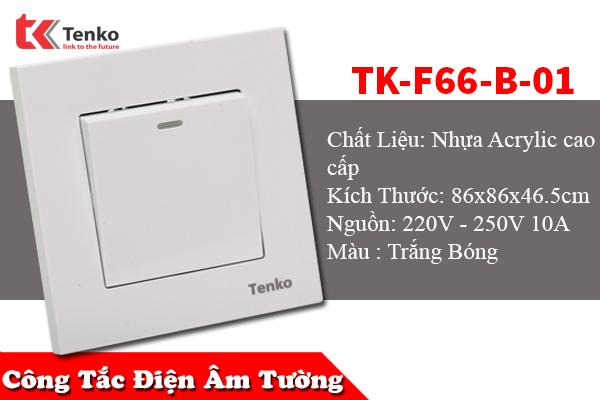 tk Tenko
link to the future
TK-F66-B-01
Chất Liệu: Nhựa Acrylic cao
cấp
Kích Thước: 86x86x46.5cm
Nguồn: 220V - 250V 10A
Màu : Trắng Bóng
Tenko
Công Tắc Điện Âm Tường